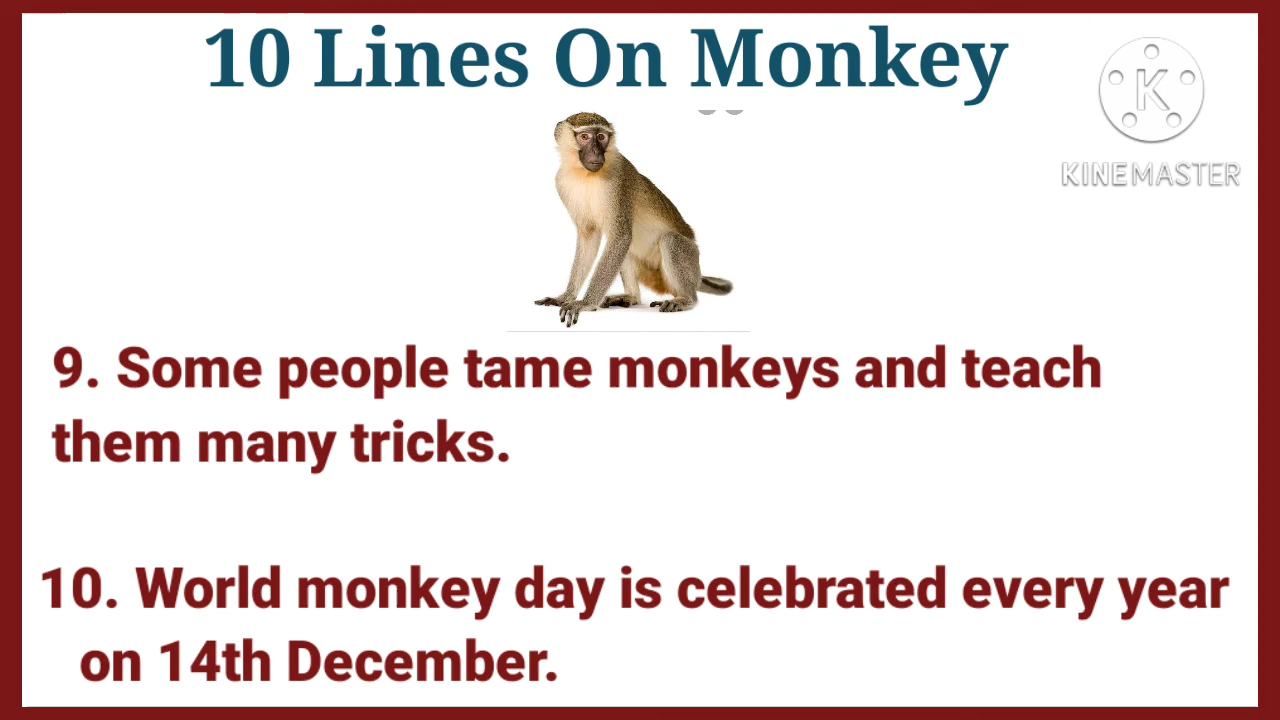 10 Lines On Monkey
K
KINEMASTER
9. Some people tame monkeys and teach
them many tricks.
10. World monkey day is celebrated every year
on 14th December.